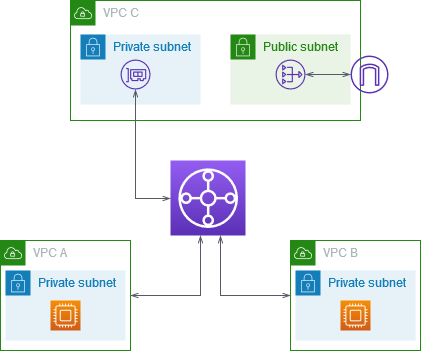 VPC C
Private subnet
Public subnet
VPC A
Private subnet
VPC B
Private subnet